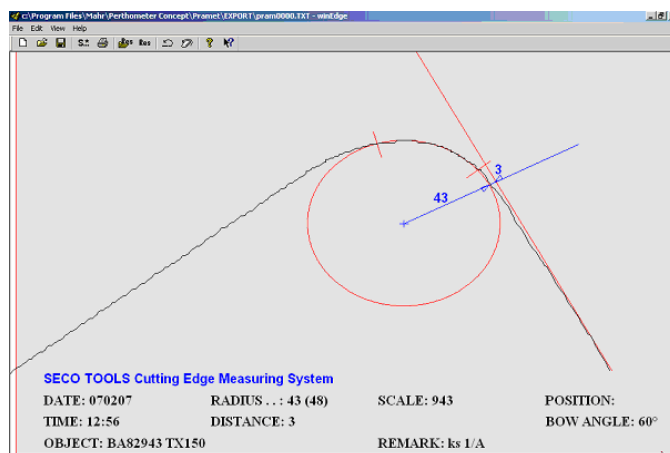 c:\Program Files\Mahr\Perthometer Concept\Pramet\EXPORT\pram0000.TXT - winEdge
File Edit View Help
Res Res
3
43
SECO TOOLS Cutting Edge Measuring System
DATE: 070207 RADIUS . . : 43 (48) SCALE: 943 POSITION:
TIME: 12:56 DISTANCE: 3 BOW ANGLE: 60°
OBJECT: BA82943 TX150 REMARK: ks 1/A